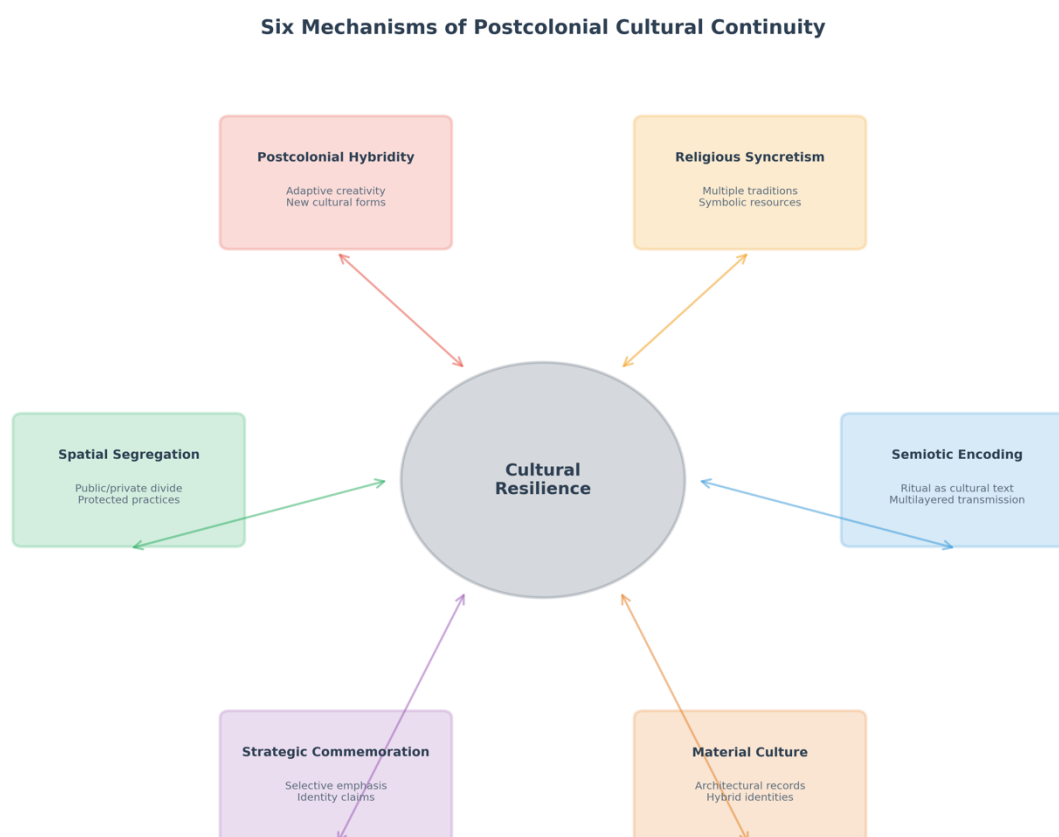 Six Mechanisms of Postcolonial Cultural Continuity
Postcolonial Hybridity
Adaptive creativity
New cultural forms
Religious Syncretism
Multiple traditions
Symbolic resources
Spatial Segregation
Public/private divide
Protected practices
Cultural
Resilience
Semiotic Encoding
Ritual as cultural text
Multilayered transmission
Strategic Commemoration
Selective emphasis
Identity claims
Material Culture
Architectural records
Hybrid identities